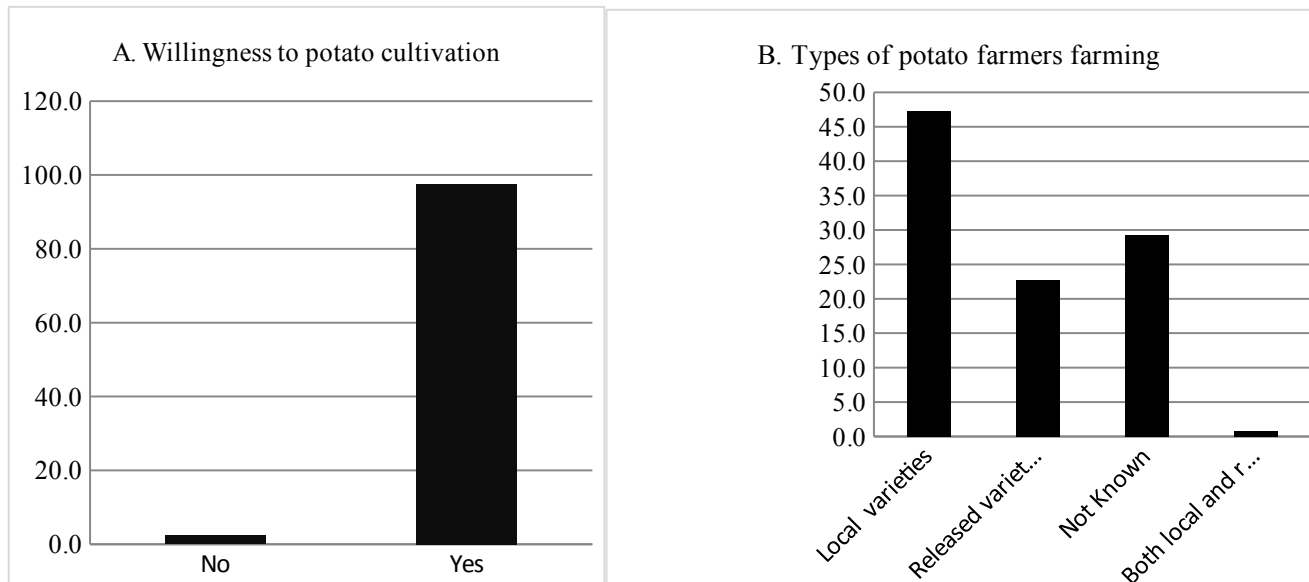 A. Willingness to potato cultivation
120.0
100.0
80.0
60.0
40.0
20.0
0.0
No Yes
B. Types of potato farmers farming
50.0
45.0
40.0
35.0
30.0
25.0
20.0
15.0
10.0
5.0
0.0
Local varieties
Released variet...
Not Known
Both local and r...